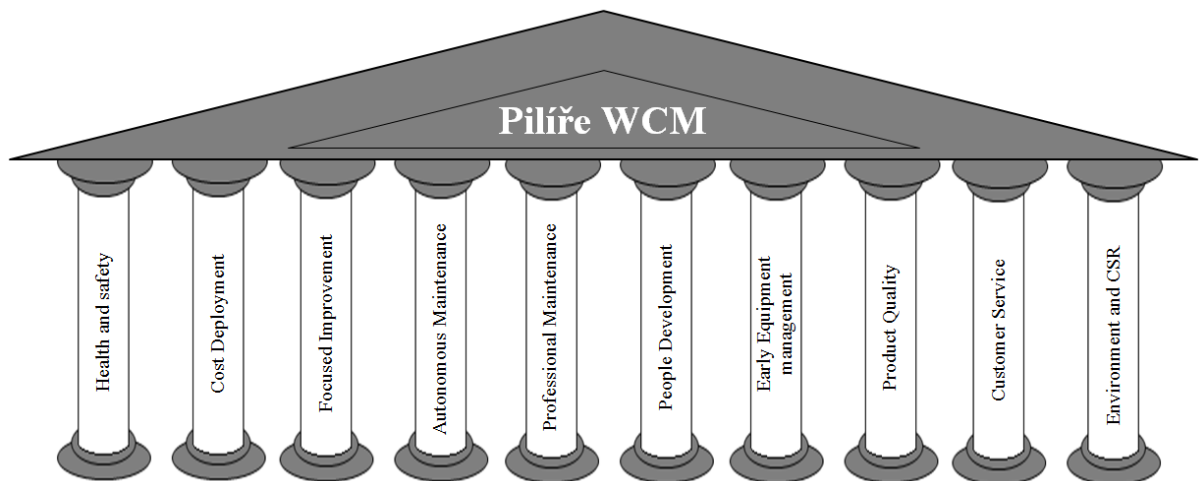 Pilíře WCM
Health and safety
Cost Deployment
Focused Improvement
Autonomous Maintenance
Professional Maintenance
People Development
Early Equipment
management
Product Quality
Customer Service
Environment and CSR